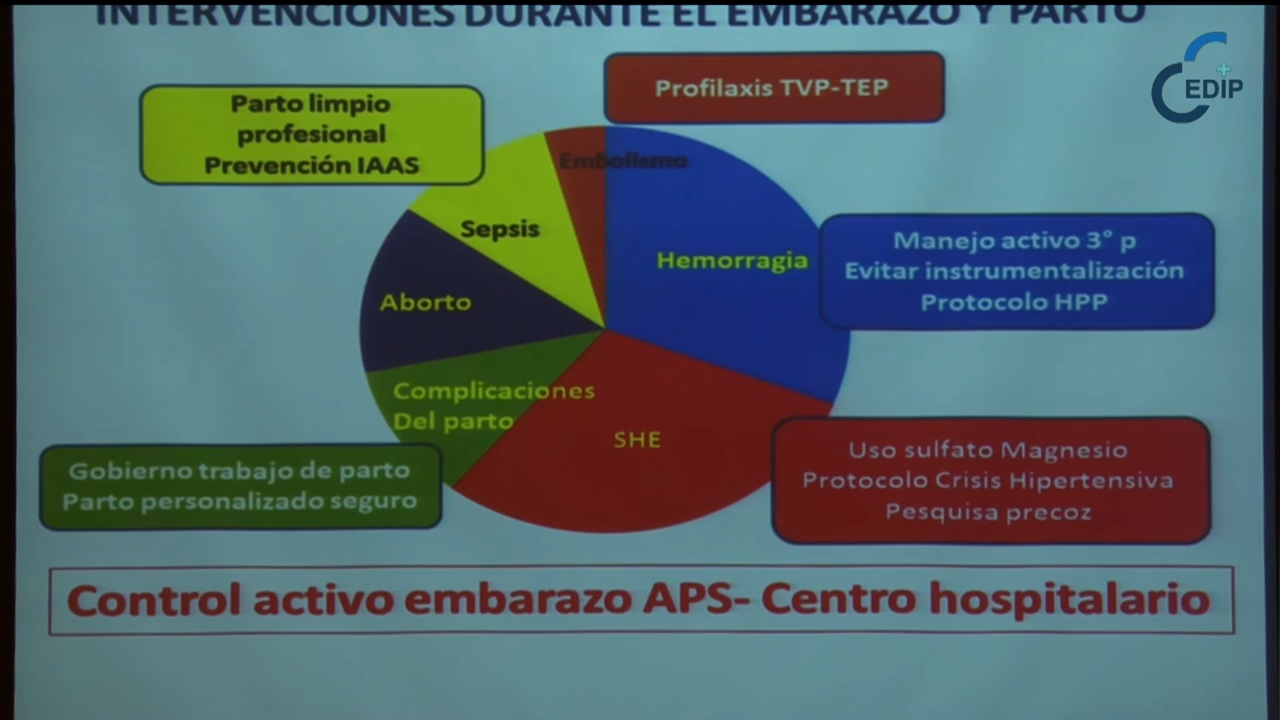 INTERVENCIONES DURANTE EL EMBARAZO Y PARTO
EDIP
Profilaxis TVP-TEP
Parto limpio
profesional
Prevención IAAS
Embolismo
Sepsis
Hemorragia
Manejo activo 3° p
Evitar instrumentalización
Protocolo HPP
Aborto
Complicaciones
Del parto
SHE
Uso sulfato Magnesio
Protocolo Crisis Hipertensiva
Pesquisa precoz
Gobierno trabajo de parto
Parto personalizado seguro
Control activo embarazo APS- Centro hospitalario